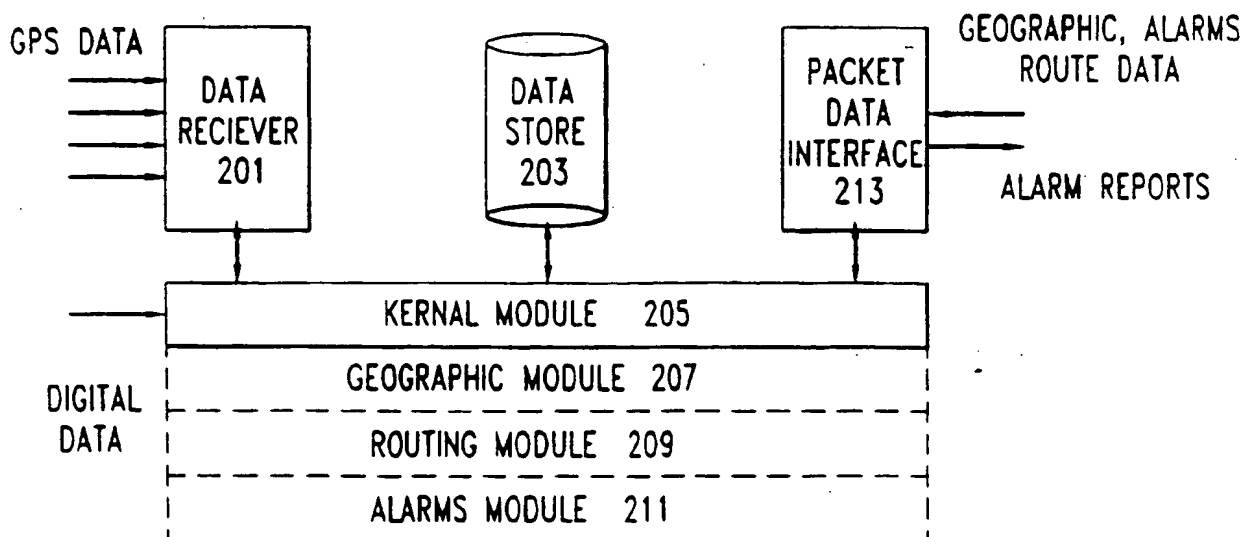 GPS DATA
DATA
RECIEVER
201
DATA
STORE
203
PACKET
DATA
INTERFACE
213
GEOGRAPHIC, ALARMS
ROUTE DATA
ALARM REPORTS
KERNAL MODULE 205
GEOGRAPHIC MODULE 207
DIGITAL
DATA
ROUTING MODULE 209
ALARMS MODULE 211